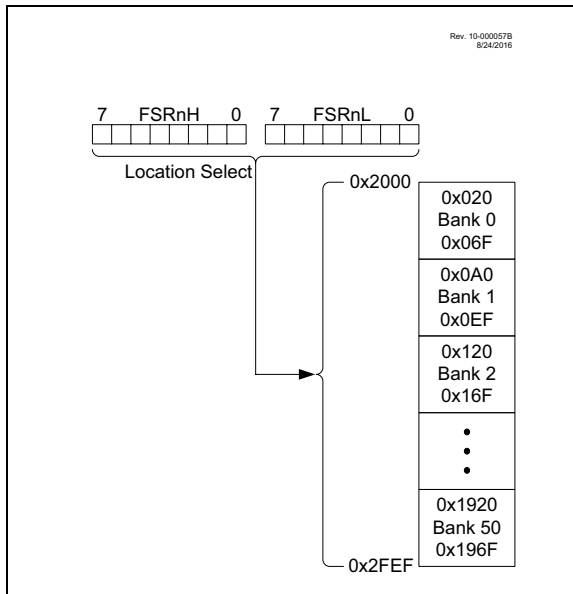 Rev. 10-000057B
8/24/2016
7 FSRnH 0 7 FSRnL 0
Location Select
0x2000
0x020
Bank 0
0x06F
0x0A0
Bank 1
0x0EF
0x120
Bank 2
0x16F
0x1920
Bank 50
0x196F
0x2FEF